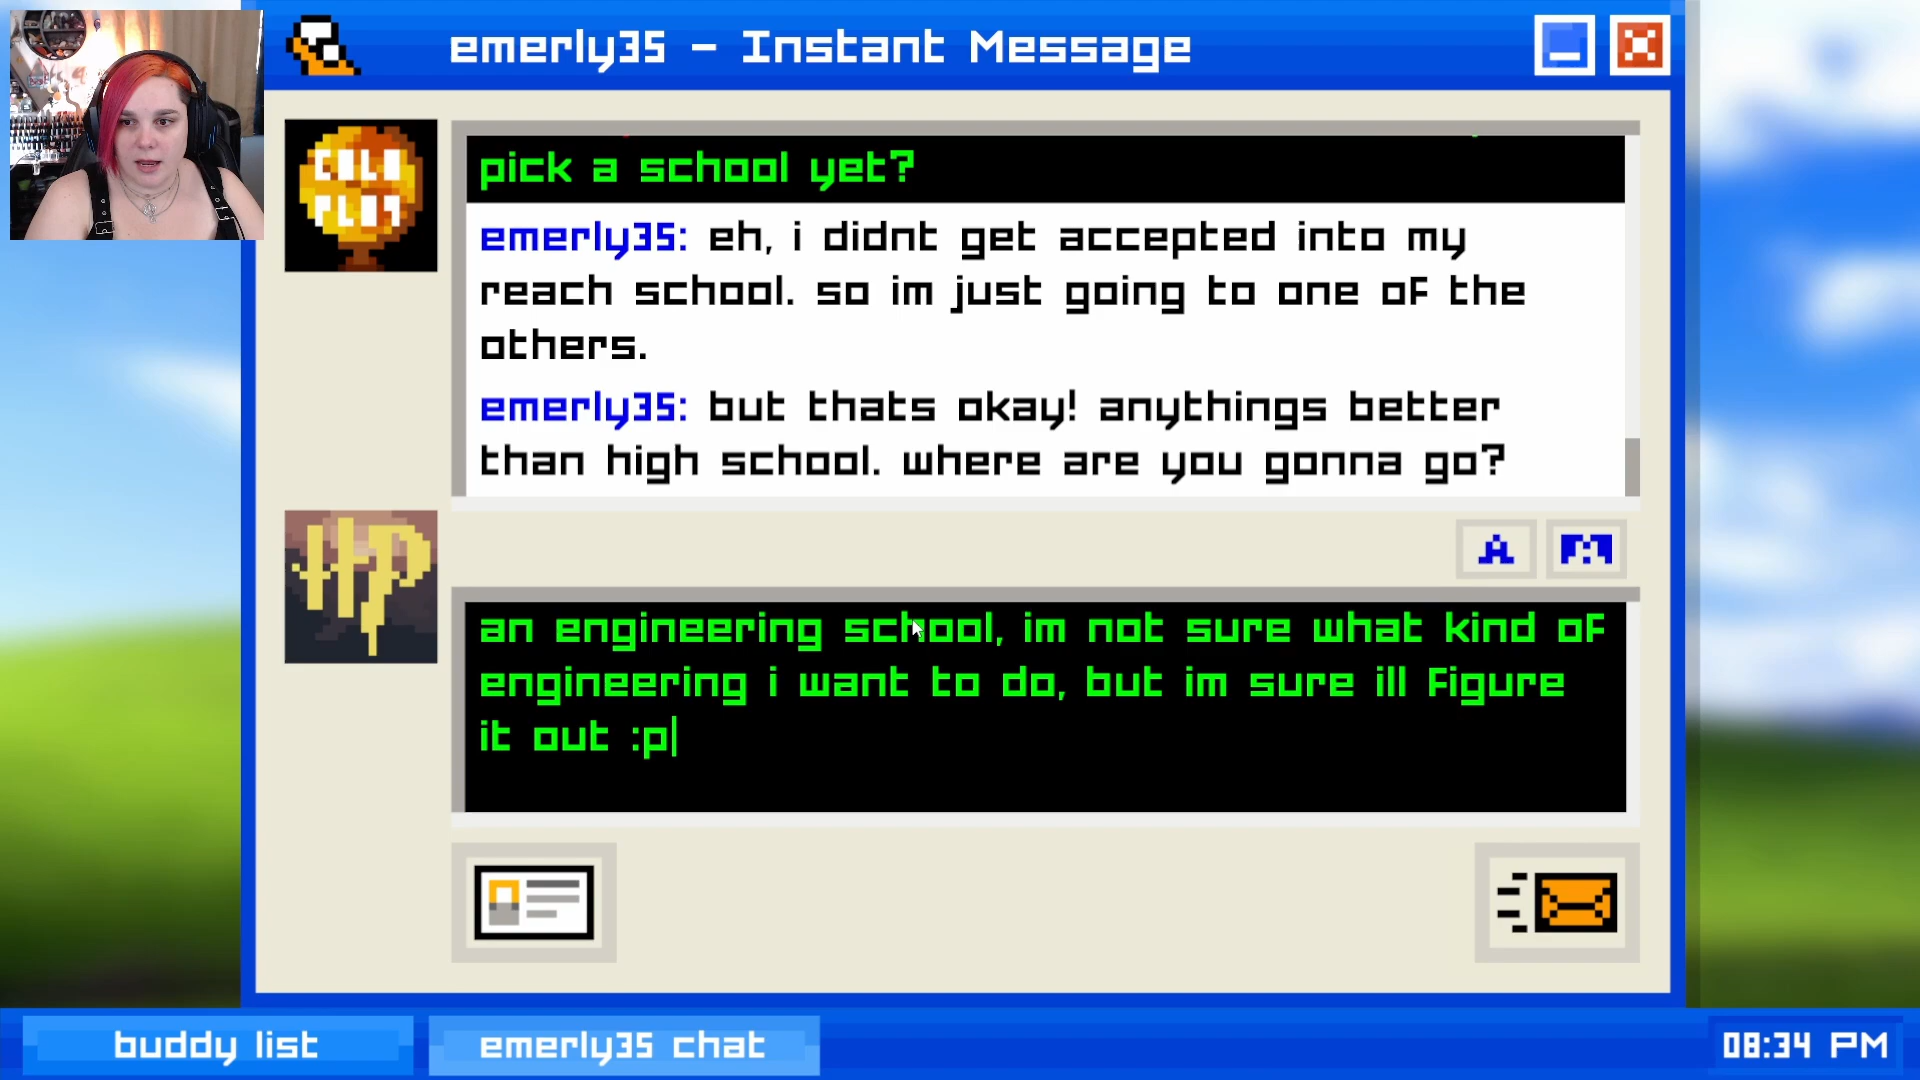 emerly35 - Instant Message
COLD
PLAY
pick a school yet?
emerly35: eh, i didnt get accepted into my
reach school. so im just going to one of the
others.
emerly35: but thats okay! anythings better
than high school. where are you gonna go?
HP
A
an engineering school, im not sure what kind of
engineering i want to do, but im sure ill figure
it out :p
buddy list
emerly35 chat
08:34 PM